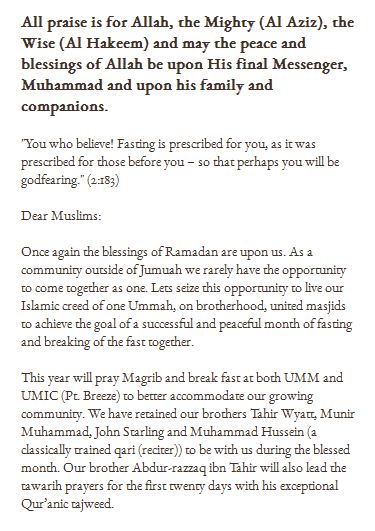 All praise is for Allah, the Mighty (Al Aziz), the
Wise (Al Hakeem) and may the peace and
blessings of Allah be upon His final Messenger,
Muhammad and upon his family and
companions.
"You who believe! Fasting is prescribed for you, as it was
prescribed for those before you – so that perhaps you will be
godfearing." (2:183)
Dear Muslims:
Once again the blessings of Ramadan are upon us. As a
community outside of Jumuah we rarely have the opportunity
to come together as one. Lets seize this opportunity to live our
Islamic creed of one Ummah, on brotherhood, united masjids
to achieve the goal of a successful and peaceful month of fasting
and breaking of the fast together.
This year will pray Magrib and break fast at both UMM and
UMIC (Pt. Breeze) to better accommodate our growing
community. We have retained our brothers Tahir Wyatt, Munir
Muhammad, John Starling and Muhammad Hussein (a
classically trained qari (reciter)) to be with us during the blessed
month. Our brother Abdur-razzaq ibn Tahir will also lead the
tawarih prayers for the first twenty days with his exceptional
Qur'anic tajweed.